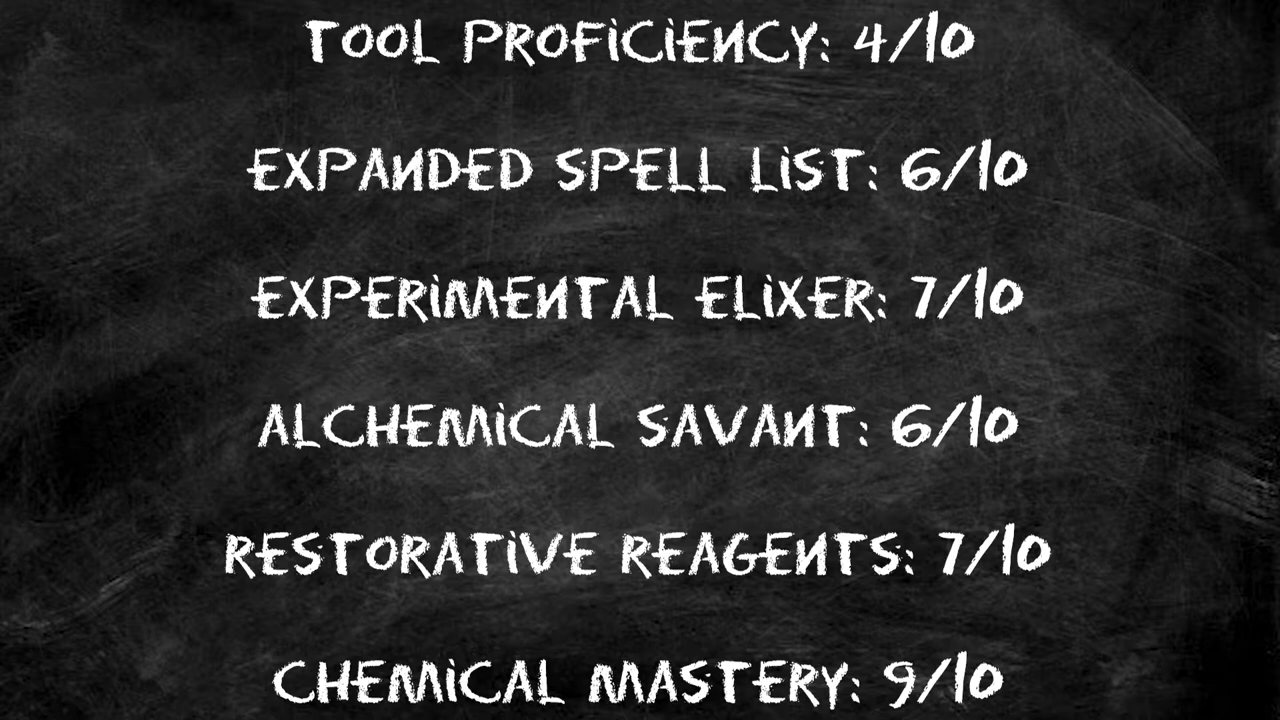 TOOL PROFICIENCY: 4/10
EXPANDED SPELL LIST: 6/10
EXPERIMENTAL ELIXER: 7/10
ALCHEMICAL SAVANT: 6/10
RESTORATIVE REAGENTS: 7/10
CHEMICAL MASTERY: 9/10